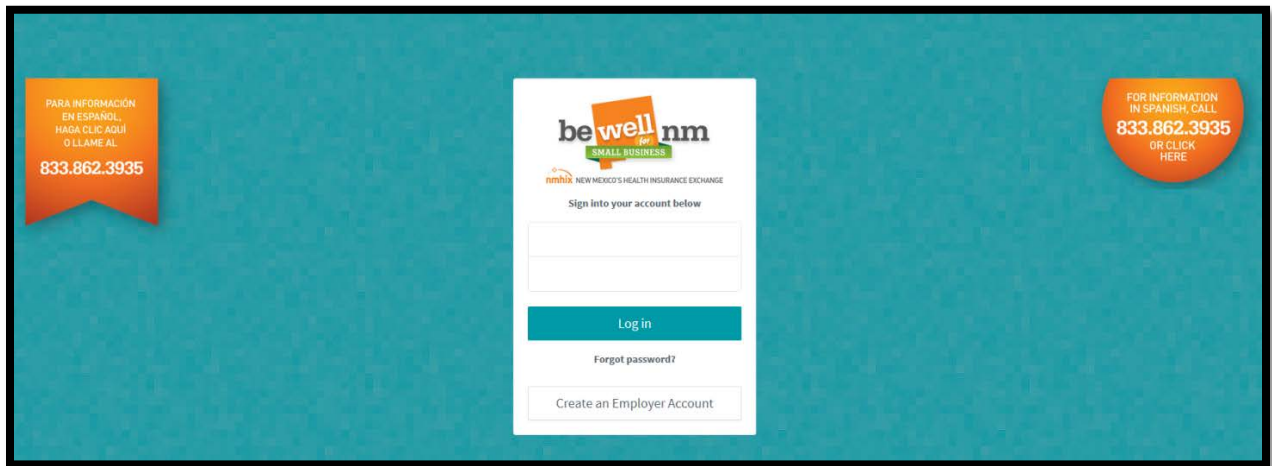 PARA INFORMACIÓN
EN ESPAÑOL,
HAGA CLIC AQUÍ
O LLAME AL
833.862.3935
be well nm
for
SMALL BUSINESS
nmhix NEW MEXICO'S HEALTH INSURANCE EXCHANGE
Sign into your account below
Log in
Forgot password?
Create an Employer Account
FOR INFORMATION
IN SPANISH, CALL
833.862.3935
OR CLICK
HERE